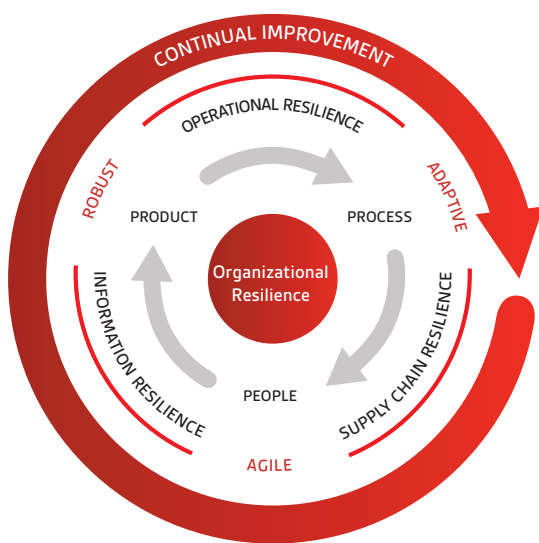 CONTINUAL IMPROVEMENT
OPERATIONAL RESILIENCE
ROBUST
ADAPTIVE
PRODUCT
PROCESS
Organizational
Resilience
INFORMATION RESILIENCE
SUPPLY CHAIN RESILIENCE
PEOPLE
AGILE